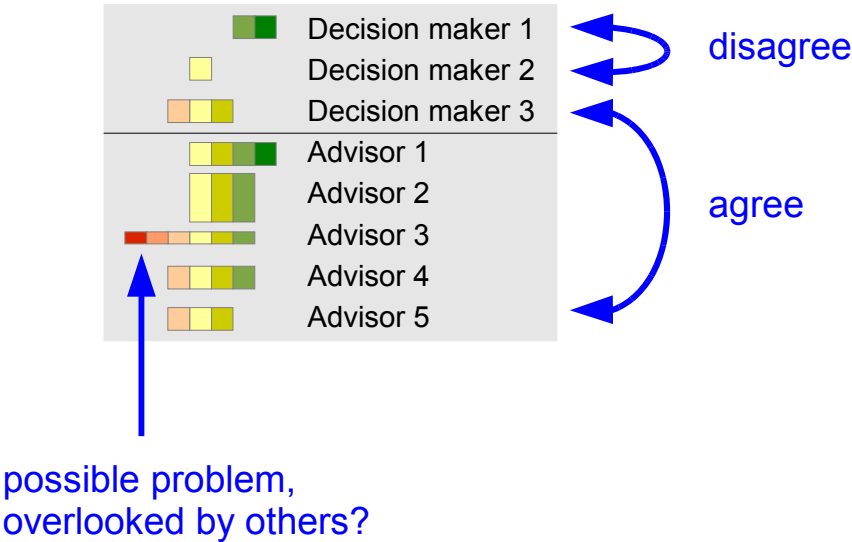 Decision maker 1
disagree
Decision maker 2
Decision maker 3
Advisor 1
Advisor 2
agree
Advisor 3
Advisor 4
Advisor 5
possible problem,
overlooked by others?